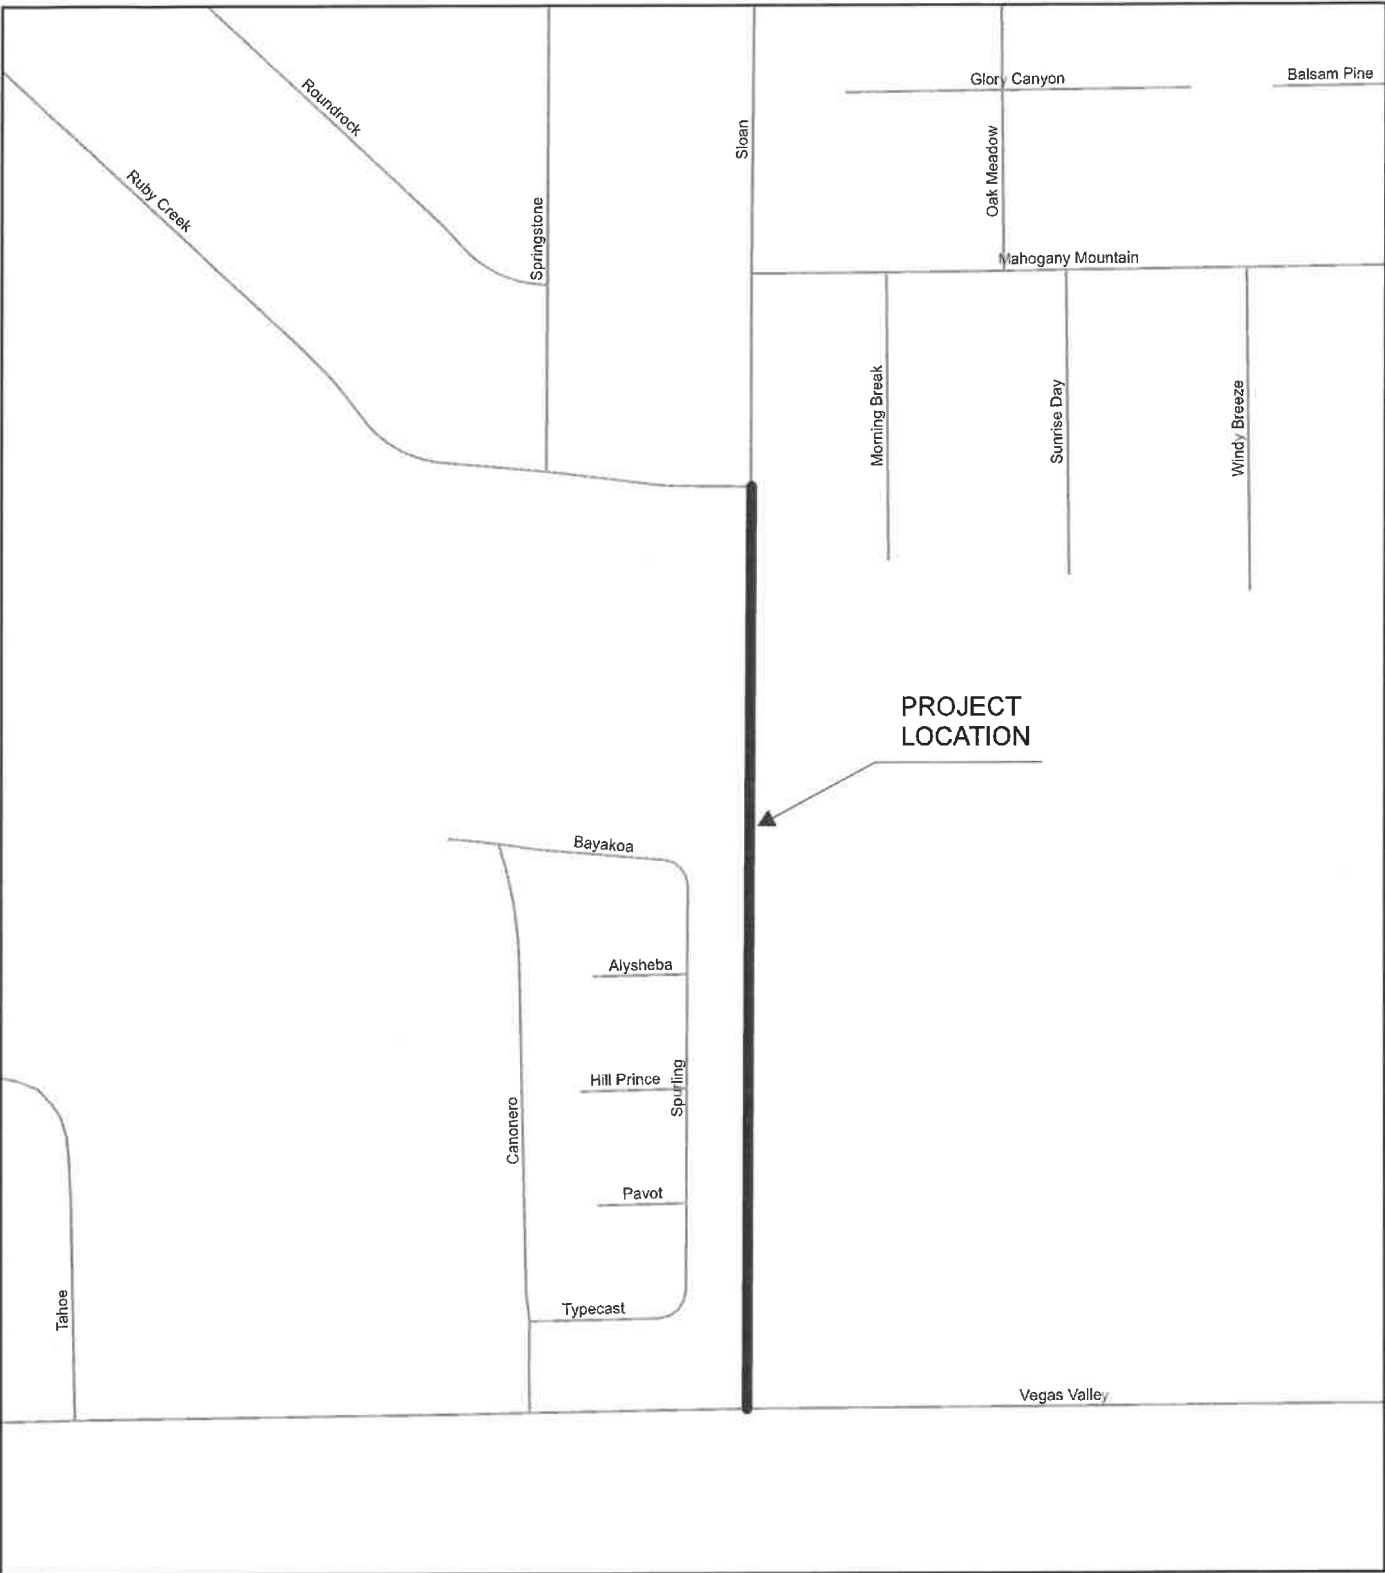 Glory Canyon
Balsam Pine
Roundrock
Sloan
Oak Meadow
Ruby Creek
Springstone
Mahogany Mountain
Morning Break
Sunrise Day
Windy Breeze
PROJECT
LOCATION
Bayakoa
Alysheba
Hill Prince
Spurling
Canonero
Pavot
Tahoe
Typecast
Vegas Valley